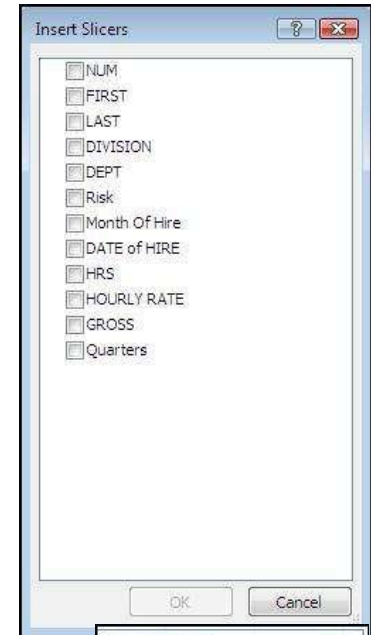 Insert Slicers
?
NUM
FIRST
LAST
DIVISION
DEPT
Risk
Month Of Hire
DATE of HIRE
HRS
HOURLY RATE
GROSS
Quarters
OK Cancel